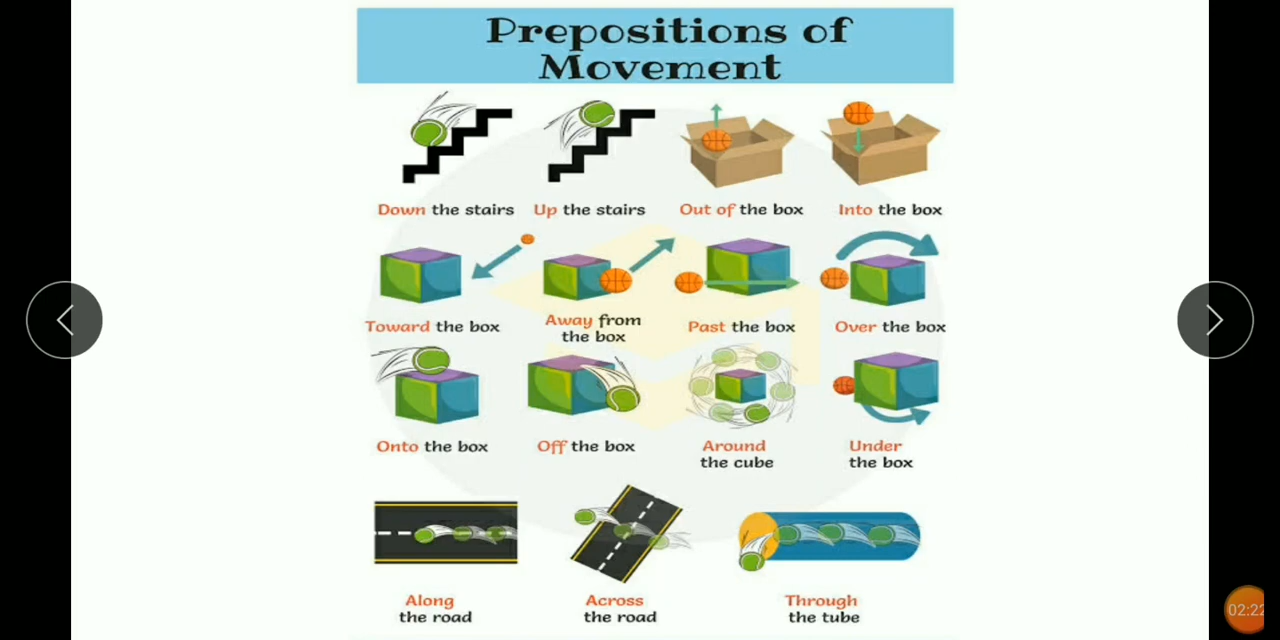 Prepositions of
Movement
Down the stairs
Up the stairs
Out of the box
Into the box
Toward the box
Away from
the box
Past the box
Over the box
Onto the box
Off the box
Around
the cube
Under
the box
Along
the road
Across
the road
Through
the tube
02:22